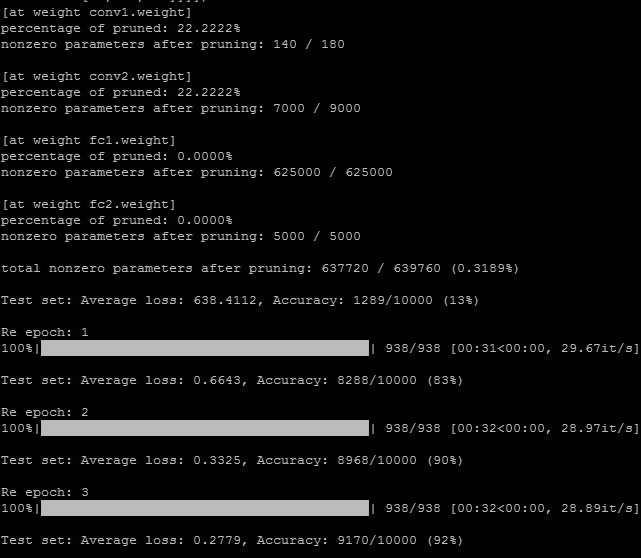 [at weight conv1.weight]
percentage of pruned: 22.2222%
nonzero parameters after pruning: 140 / 180
[at weight conv2.weight]
percentage of pruned: 22.2222%
nonzero parameters after pruning: 7000 / 9000
[at weight fc1.weight]
percentage of pruned: 0.0000%
nonzero parameters after pruning: 625000 / 625000
[at weight fc2.weight]
percentage of pruned: 0.0000%
nonzero parameters after pruning: 5000 / 5000
total nonzero parameters after pruning: 637720 / 639760 (0.3189%)
Test set: Average loss: 638.4112, Accuracy: 1289/10000 (13%)
Re epoch: 1
100%| | 938/938 [00:31<00:00, 29.67it/s]
Test set: Average loss: 0.6643, Accuracy: 8288/10000 (83%)
Re epoch: 2
100%| | 938/938 [00:32<00:00, 28.97it/s]
Test set: Average loss: 0.3325, Accuracy: 8968/10000 (90%)
Re epoch: 3
100%| | 938/938 [00:32<00:00, 28.89it/s]
Test set: Average loss: 0.2779, Accuracy: 9170/10000 (92%)